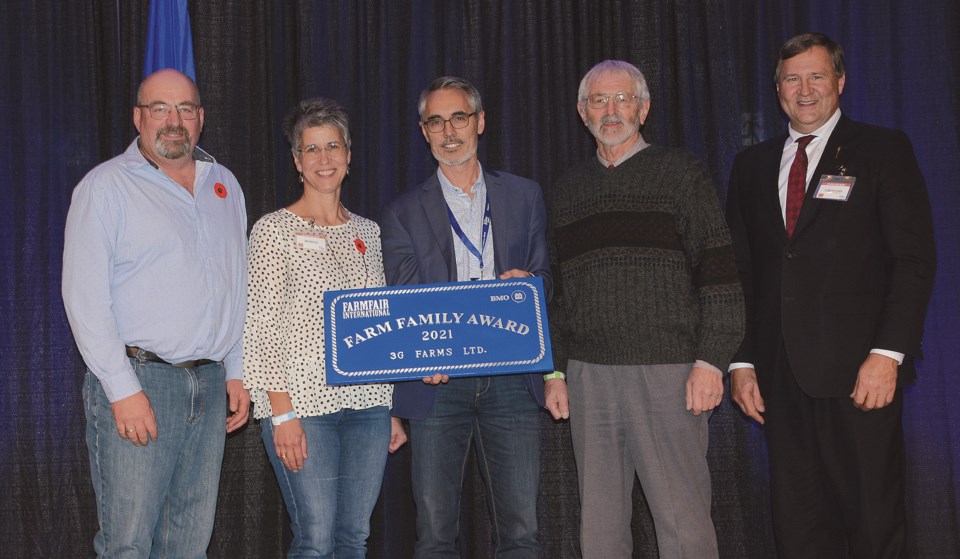 FARMFAIR
INTERNATIONAL
BMO
FARM FAMILY AWARD
2021
3G FARMS LTD.